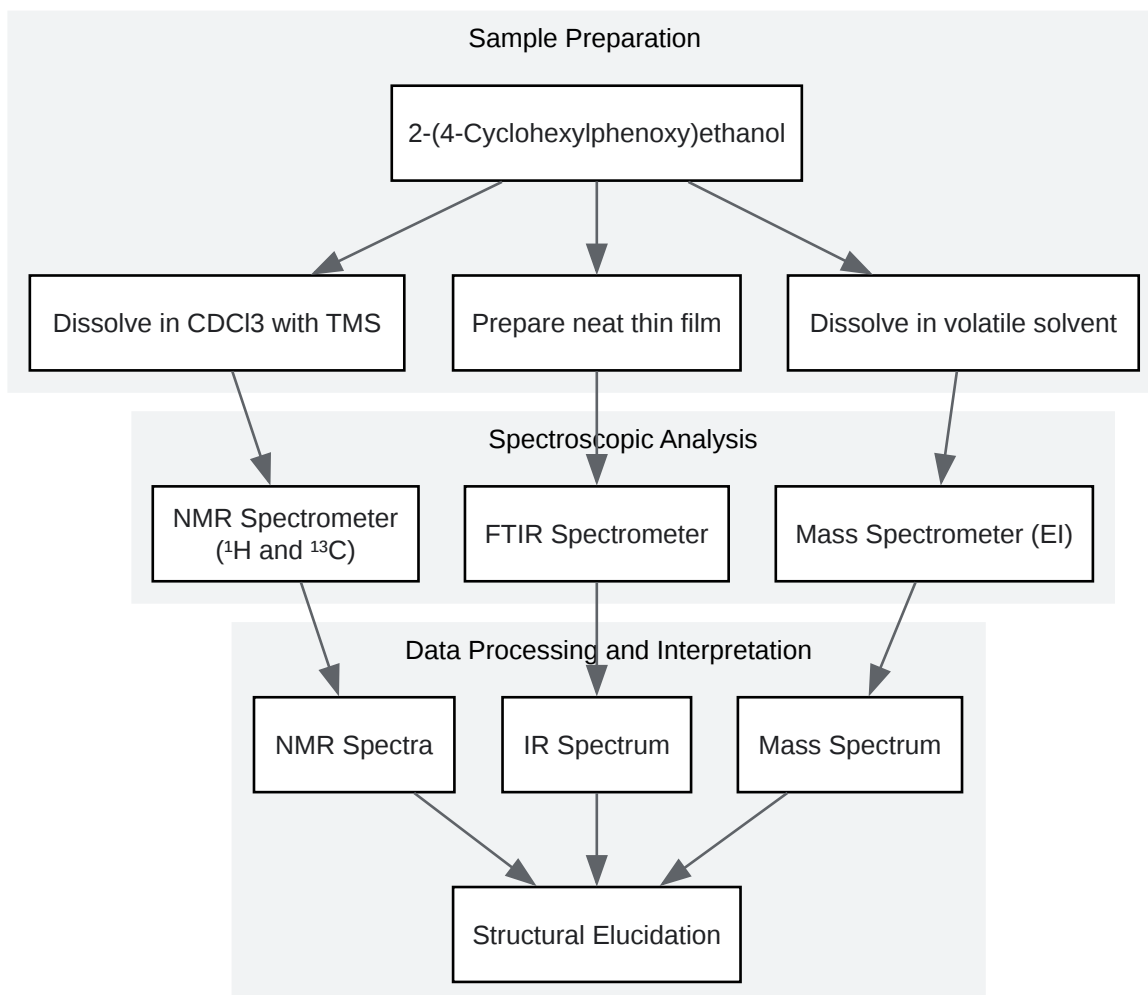 Sample Preparation
2-(4-Cyclohexylphenoxy)ethanol
Dissolve in CDCl3 with TMS
Prepare neat thin film
Dissolve in volatile solvent
Spectroscopic Analysis
NMR Spectrometer
(¹H and ¹³C)
FTIR Spectrometer
Mass Spectrometer (EI)
Data Processing and Interpretation
NMR Spectra
IR Spectrum
Mass Spectrum
Structural Elucidation